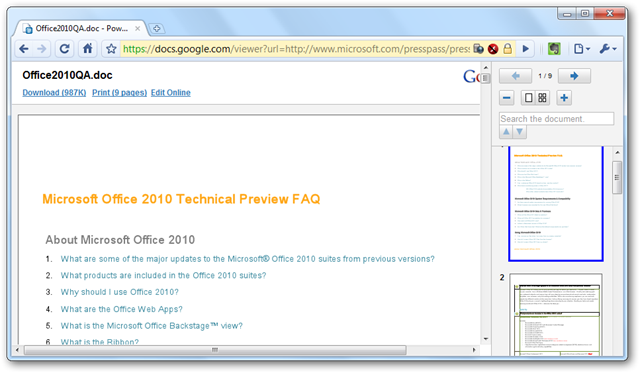 Office2010QA.doc - Pow...
https://docs.google.com/viewer?url=http://www.microsoft.com/presspass/press
Office2010QA.doc
Download (987K) Print (9 pages) Edit Online
1 / 9
Search the document.
Microsoft Office 2010 Technical Preview FAQ
About Microsoft Office 2010
1. What are some of the major updates to the Microsoft® Office 2010 suites from previous versions?
2. What products are included in the Office 2010 suites?
3. Why should I use Office 2010?
4. What are the Office Web Apps?
5. What is the Microsoft Office Backstage™ view?
6. What is the Ribbon?
2